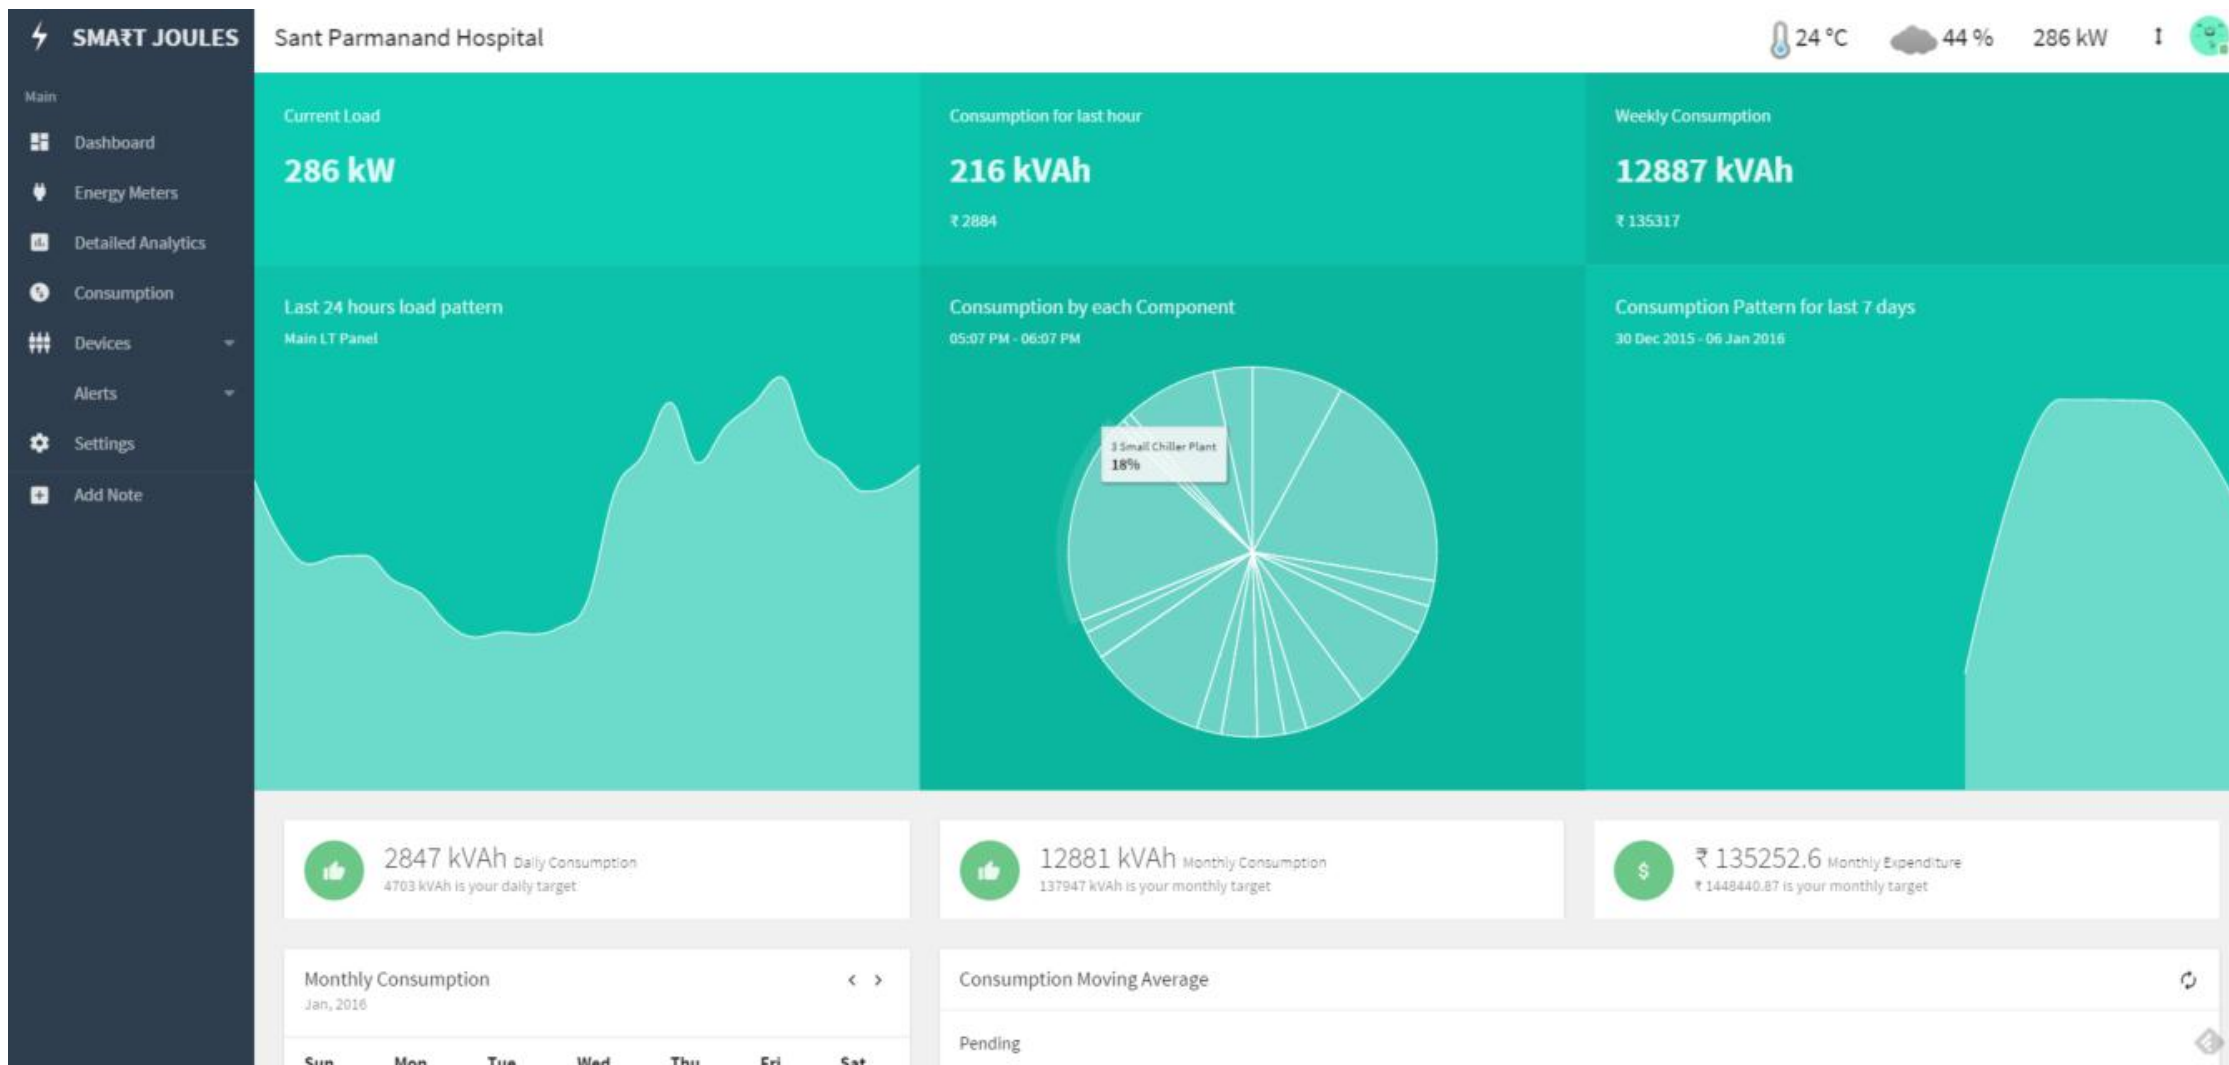 SMA₹T JOULES
Sant Parmanand Hospital
24 °C
44 %
286 kW
Main
Dashboard
Energy Meters
Detailed Analytics
Consumption
Devices
Alerts
Settings
Add Note
Current Load
286 kW
Consumption for last hour
216 kVAh
₹ 2884
Weekly Consumption
12887 kVAh
₹ 135317
Last 24 hours load pattern
Main LT Panel
Consumption by each Component
05:07 PM - 06:07 PM
3 Small Chiller Plant
18%
Consumption Pattern for last 7 days
30 Dec 2015 - 06 Jan 2016
2847 kVAh Daily Consumption
4703 kVAh is your daily target
12881 kVAh Monthly Consumption
137947 kVAh is your monthly target
₹ 135252.6 Monthly Expenditure
₹ 1448440.87 is your monthly target
Monthly Consumption
Jan, 2016
Sun Mon Tue Wed Thu Fri Sat
Consumption Moving Average
Pending